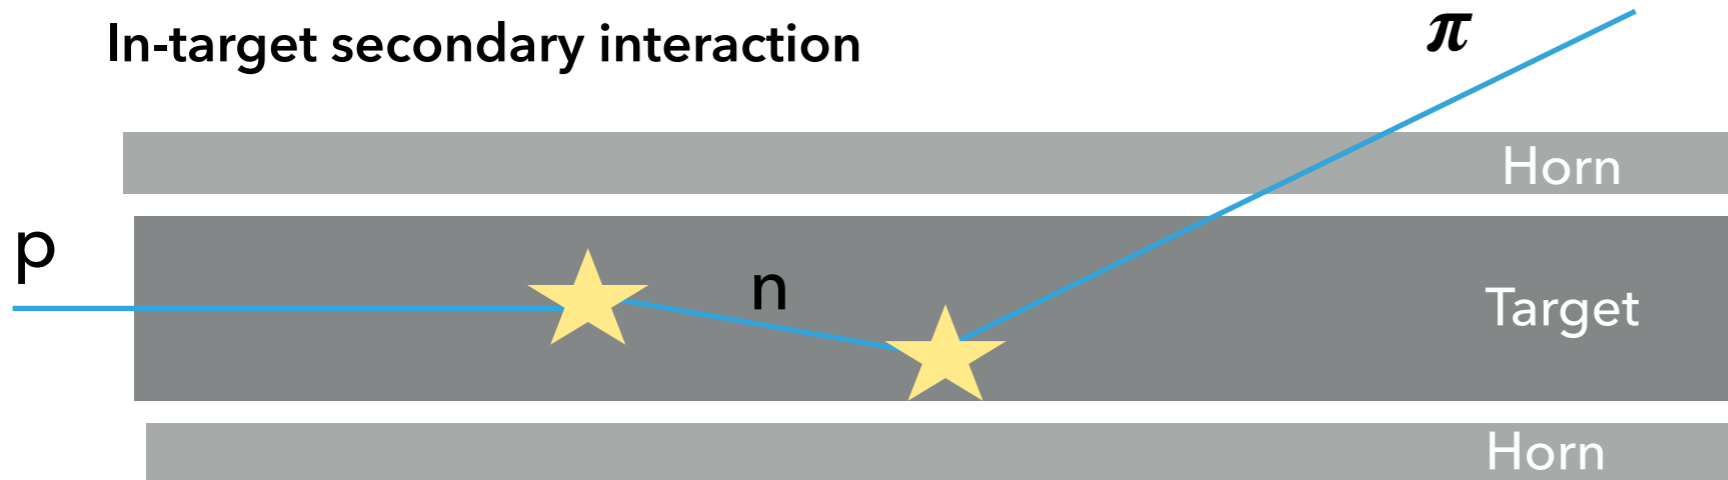 In-target secondary interaction
π
Horn
p
n
Target
Horn